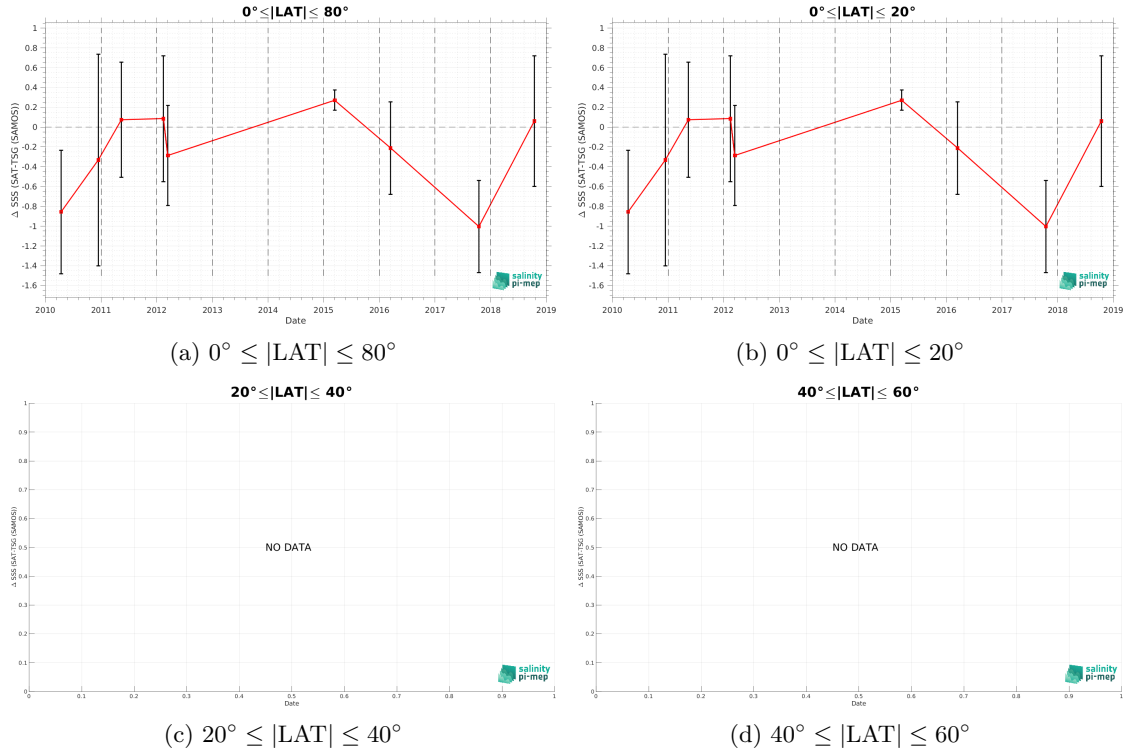 0°≤|LAT|≤ 80°
1
0.8
0.6
0.4
0.2
0
-0.2
-0.4
-0.6
-0.8
-1
-1.2
-1.4
-1.6
Δ SSS (SAT-TSG (SAMOS))
2010 2011 2012 2013 2014 2015 2016 2017 2018 2019
Date
salinity
pi-mep
(a) 0° ≤ |LAT| ≤ 80°
0°≤|LAT|≤ 20°
1
0.8
0.6
0.4
0.2
0
-0.2
-0.4
-0.6
-0.8
-1
-1.2
-1.4
-1.6
Δ SSS (SAT-TSG (SAMOS))
2010 2011 2012 2013 2014 2015 2016 2017 2018 2019
Date
salinity
pi-mep
(b) 0° ≤ |LAT| ≤ 20°
20°≤|LAT|≤ 40°
1
0.9
0.8
0.7
0.6
0.5
0.4
0.3
0.2
0.1
0
Δ SSS (SAT-TSG (SAMOS))
NO DATA
0 0.1 0.2 0.3 0.4 0.5 0.6 0.7 0.8 0.9 1
Date
salinity
pi-mep
(c) 20° ≤ |LAT| ≤ 40°
40°≤|LAT|≤ 60°
1
0.9
0.8
0.7
0.6
0.5
0.4
0.3
0.2
0.1
0
Δ SSS (SAT-TSG (SAMOS))
NO DATA
0 0.1 0.2 0.3 0.4 0.5 0.6 0.7 0.8 0.9 1
Date
salinity
pi-mep
(d) 40° ≤ |LAT| ≤ 60°